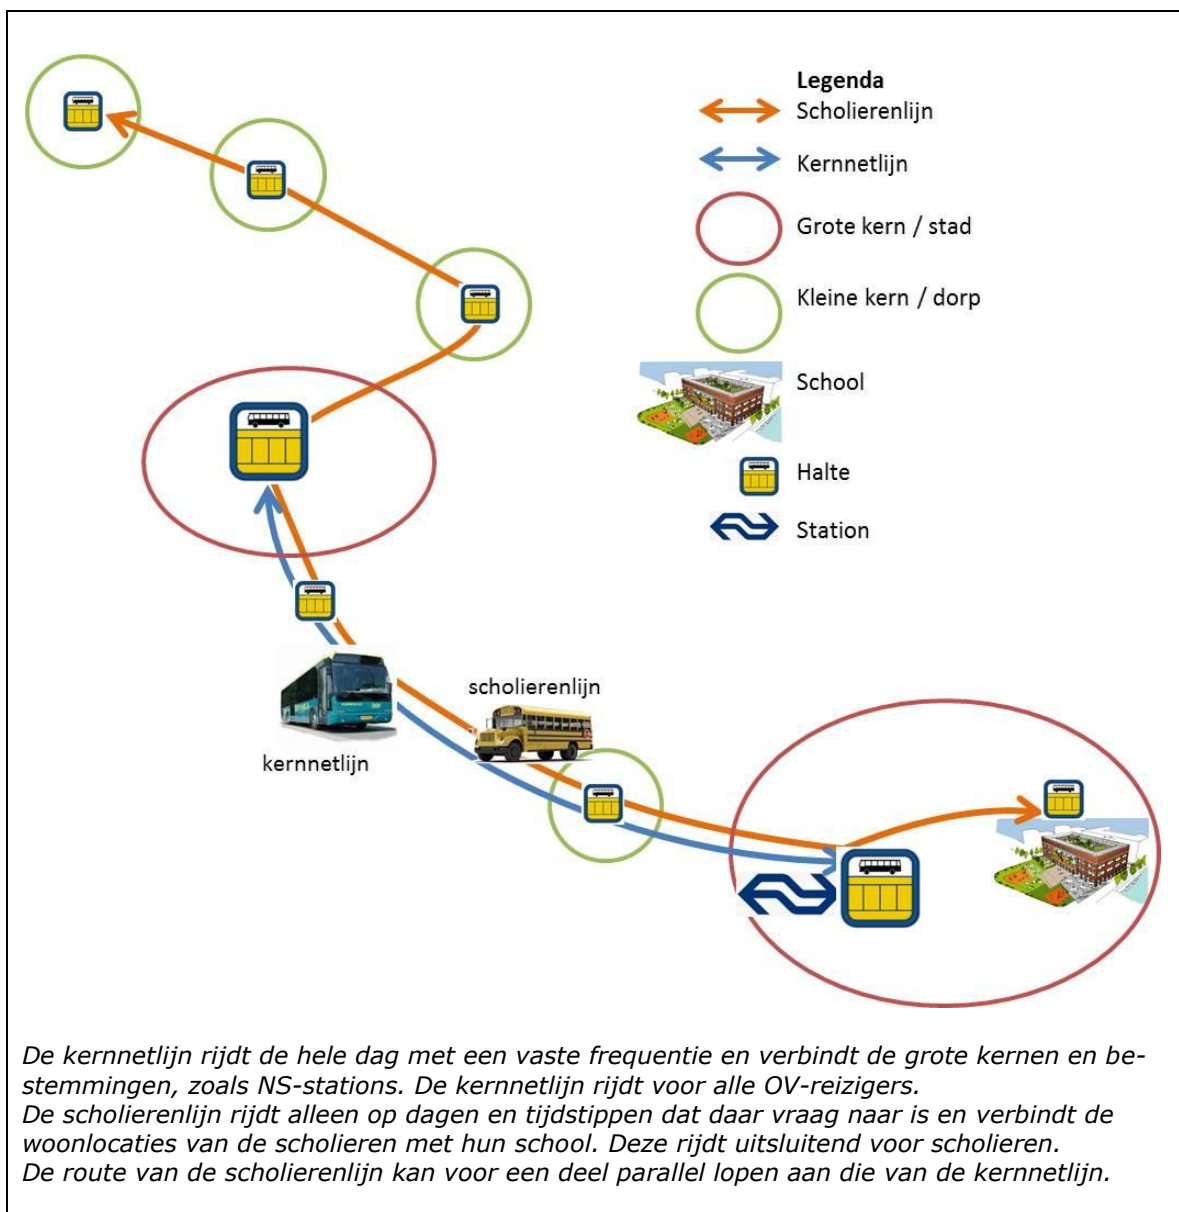 Legenda
Scholierenlijn
Kernnetlijn
Grote kern / stad
Kleine kern / dorp
School
Halte
Station
scholierenlijn
kernnetlijn
De kernnetlijn rijdt de hele dag met een vaste frequentie en verbindt de grote kernen en be-
stemmingen, zoals NS-stations. De kernnetlijn rijdt voor alle OV-reizigers.
De scholierenlijn rijdt alleen op dagen en tijdstippen dat daar vraag naar is en verbindt de
woonlocaties van de scholieren met hun school. Deze rijdt uitsluitend voor scholieren.
De route van de scholierenlijn kan voor een deel parallel lopen aan die van de kernnetlijn.